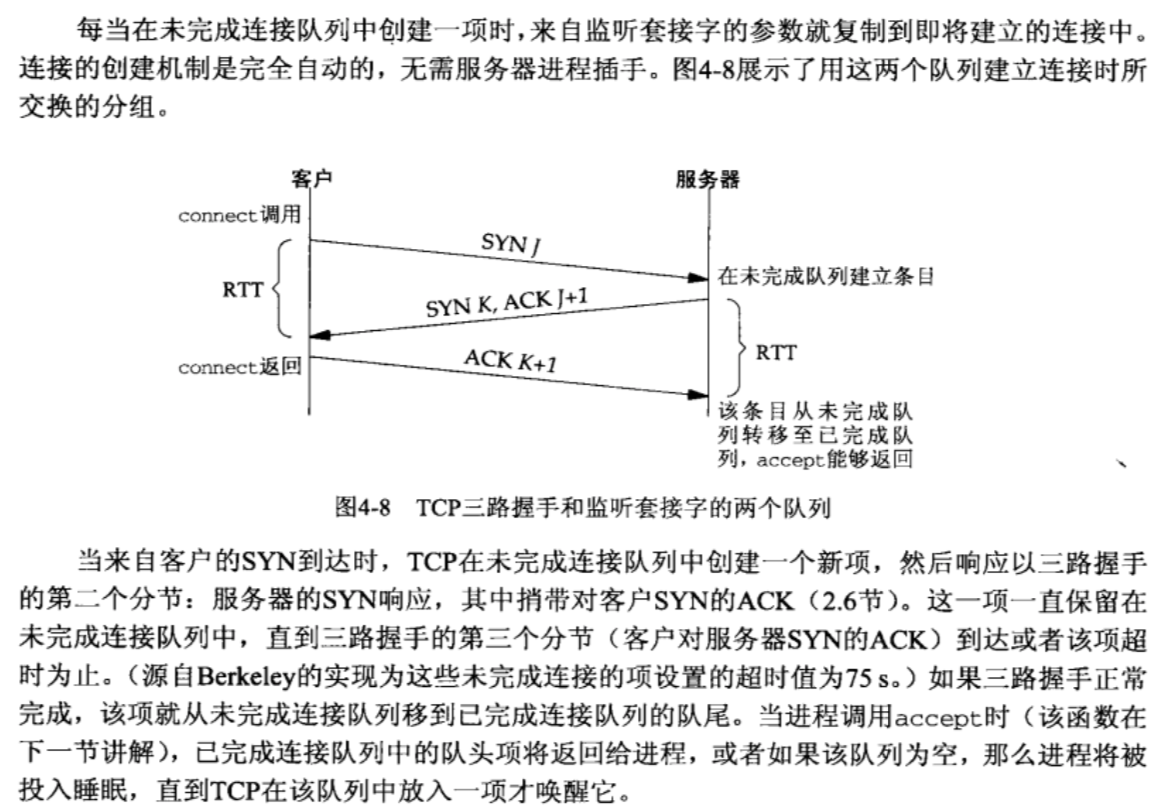 每当在未完成连接队列中创建一项时，来自监听套接字的参数就复制到即将建立的连接中。
连接的创建机制是完全自动的，无需服务器进程插手。图4-8展示了用这两个队列建立连接时所
交换的分组。
客户
服务器
connect调用
SYN J
在未完成队列建立条目
RTT
SYN K, ACK J+1
RTT
connect返回
ACK K+1
该条目从未完成队
列转移至已完成队
列，accept能够返回
图4-8 TCP三路握手和监听套接字的两个队列
当来自客户的SYN到达时，TCP在未完成连接队列中创建一个新项，然后响应以三路握手
的第二个分节：服务器的SYN响应，其中捎带对客户SYN的ACK（2.6节）。这一项一直保留在
未完成连接队列中，直到三路握手的第三个分节（客户对服务器SYN的ACK）到达或者该项超
时为止。（源自Berkeley的实现为这些未完成连接的项设置的超时值为75 s。）如果三路握手正常
完成，该项就从未完成连接队列移到已完成连接队列的队尾。当进程调用accept时（该函数在
下一节讲解），已完成连接队列中的队头项将返回给进程，或者如果该队列为空，那么进程将被
投入睡眠，直到TCP在该队列中放入一项才唤醒它。